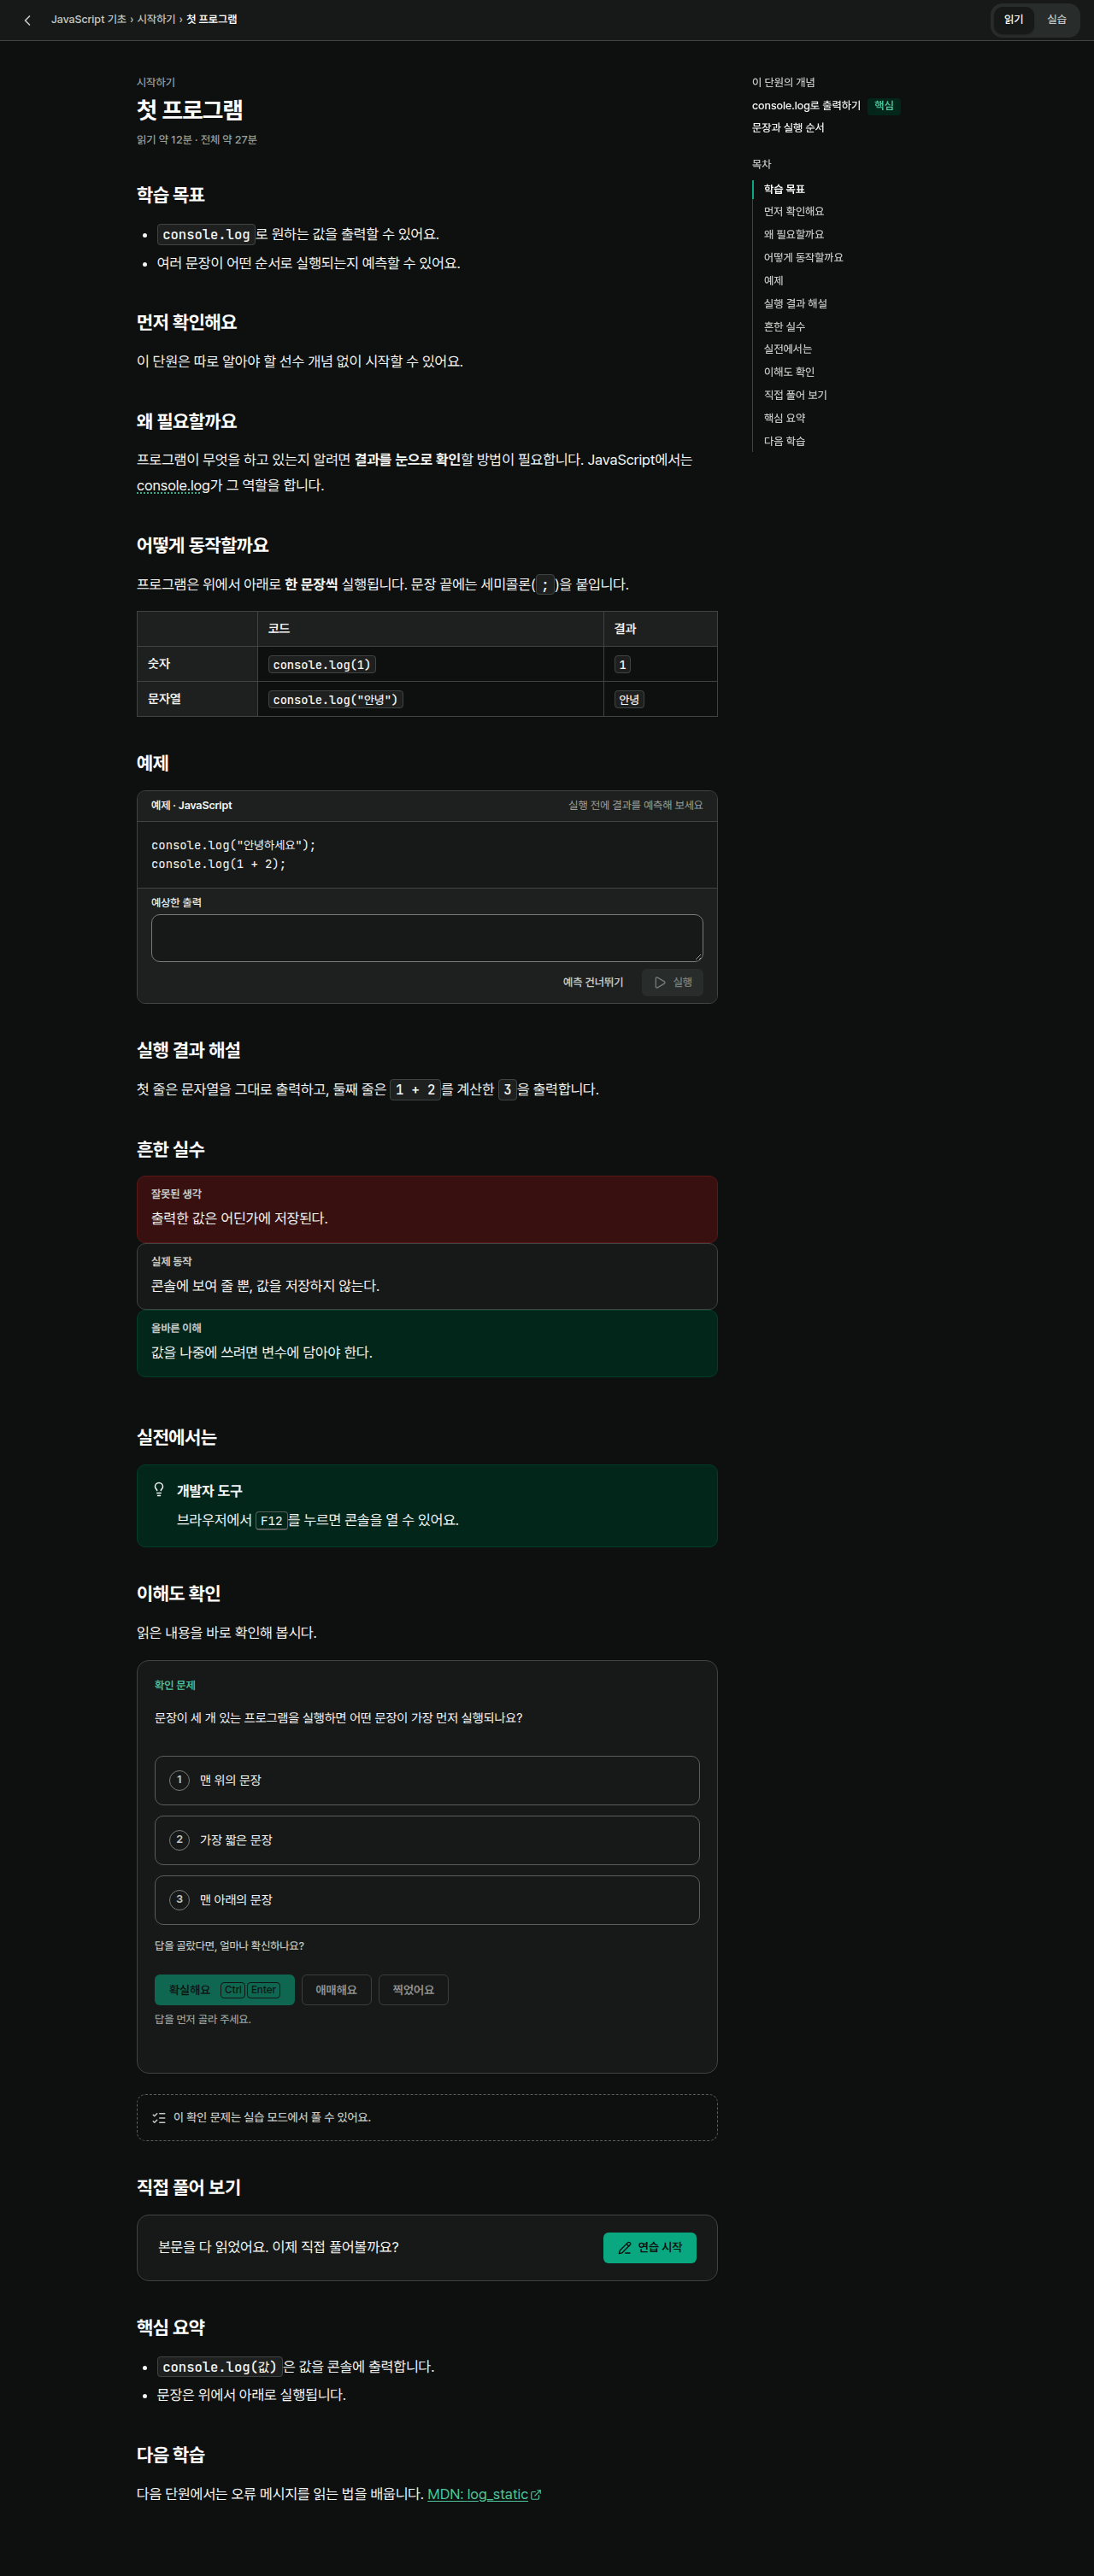 JavaScript 기초 › 시작하기 › 첫 프로그램
읽기 실습
시작하기
첫 프로그램
읽기 약 12분 · 전체 약 27분
학습 목표
console.log로 원하는 값을 출력할 수 있어요.
여러 문장이 어떤 순서로 실행되는지 예측할 수 있어요.
먼저 확인해요
이 단원은 따로 알아야 할 선수 개념 없이 시작할 수 있어요.
왜 필요할까요
프로그램이 무엇을 하고 있는지 알려면 결과를 눈으로 확인할 방법이 필요합니다. JavaScript에서는
console.log가 그 역할을 합니다.
어떻게 동작할까요
프로그램은 위에서 아래로 한 문장씩 실행됩니다. 문장 끝에는 세미콜론(;)을 붙입니다.
코드 결과
숫자 console.log(1) 1
문자열 console.log("안녕") 안녕
예제
예제 · JavaScript 실행 전에 결과를 예측해 보세요
console.log("안녕하세요");
console.log(1 + 2);
예상한 출력
예측 건너뛰기 실행
실행 결과 해설
첫 줄은 문자열을 그대로 출력하고, 둘째 줄은 1 + 2를 계산한 3을 출력합니다.
흔한 실수
잘못된 생각
출력한 값은 어딘가에 저장된다.
실제 동작
콘솔에 보여 줄 뿐, 값을 저장하지 않는다.
올바른 이해
값을 나중에 쓰려면 변수에 담아야 한다.
실전에서는
개발자 도구
브라우저에서 F12를 누르면 콘솔을 열 수 있어요.
이해도 확인
읽은 내용을 바로 확인해 봅시다.
확인 문제
문장이 세 개 있는 프로그램을 실행하면 어떤 문장이 가장 먼저 실행되나요?
1 맨 위의 문장
2 가장 짧은 문장
3 맨 아래의 문장
답을 골랐다면, 얼마나 확신하나요?
확실해요 Ctrl Enter 애매해요 찍었어요
답을 먼저 골라 주세요.
이 확인 문제는 실습 모드에서 풀 수 있어요.
직접 풀어 보기
본문을 다 읽었어요. 이제 직접 풀어볼까요?
연습 시작
핵심 요약
console.log(값)은 값을 콘솔에 출력합니다.
문장은 위에서 아래로 실행됩니다.
다음 학습
다음 단원에서는 오류 메시지를 읽는 법을 배웁니다. MDN: log_static
이 단원의 개념
console.log로 출력하기 핵심
문장과 실행 순서
목차
학습 목표
먼저 확인해요
왜 필요할까요
어떻게 동작할까요
예제
실행 결과 해설
흔한 실수
실전에서는
이해도 확인
직접 풀어 보기
핵심 요약
다음 학습